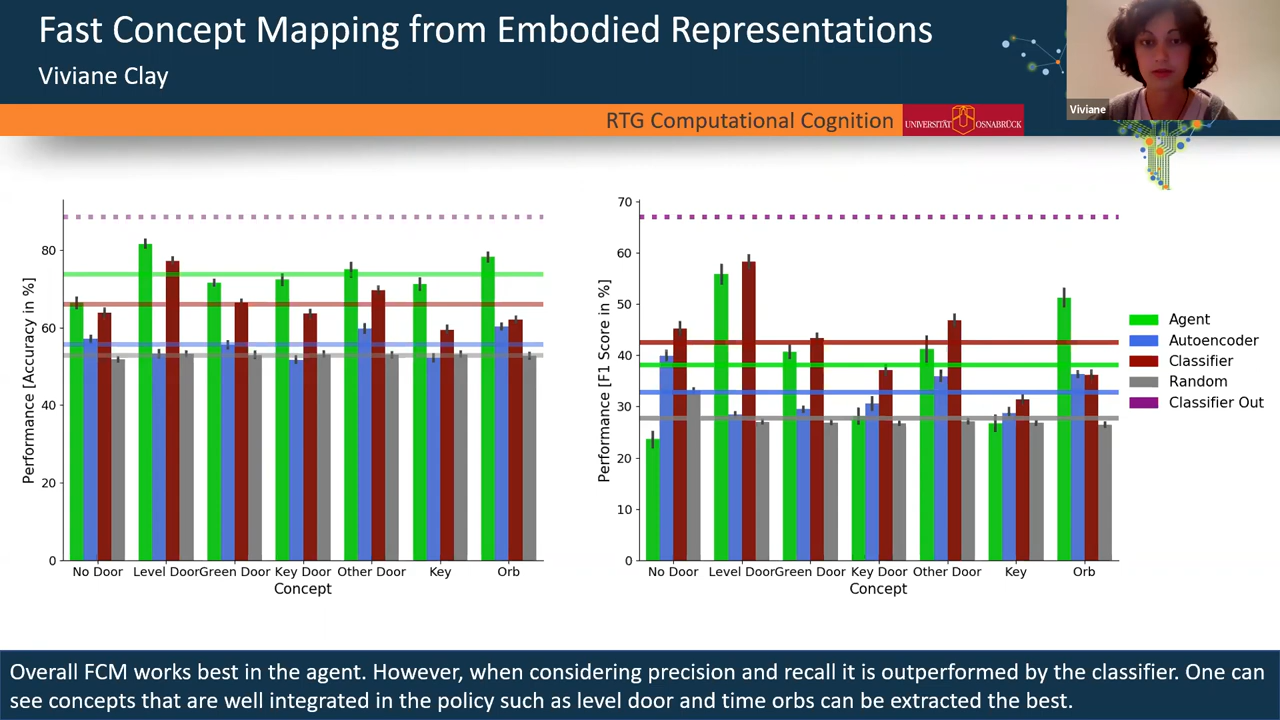 Fast Concept Mapping from Embodied Representations
Viviane Clay
Viviane
RTG Computational Cognition
UNIVERSITÄT OSNABRÜCK
Performance [Accuracy in %]
80
60
40
20
0
No Door Level Door Green Door Key Door Other Door Key Orb
Concept
Performance [F1 Score in %]
70
60
50
40
30
20
10
0
No Door Level Door Green Door Key Door Other Door Key Orb
Concept
Agent
Autoencoder
Classifier
Random
Classifier Out
Overall FCM works best in the agent. However, when considering precision and recall it is outperformed by the classifier. One can
see concepts that are well integrated in the policy such as level door and time orbs can be extracted the best.